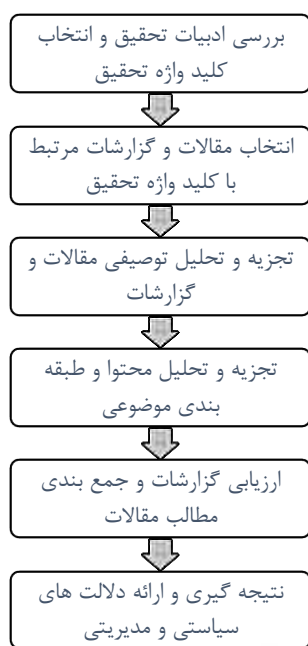 بررسی ادبیات تحقیق و انتخاب
کلید واژه تحقیق
انتخاب مقالات و گزارشات مرتبط
با کلید واژه تحقیق
تجزیه و تحلیل توصیفی مقالات و
گزارشات
تجزیه و تحلیل محتوا و طبقه
بندی موضوعی
ارزیابی گزارشات و جمع بندی
مطالب مقالات
نتیجه گیری و ارائه دلالت های
سیاستی و مدیریتی